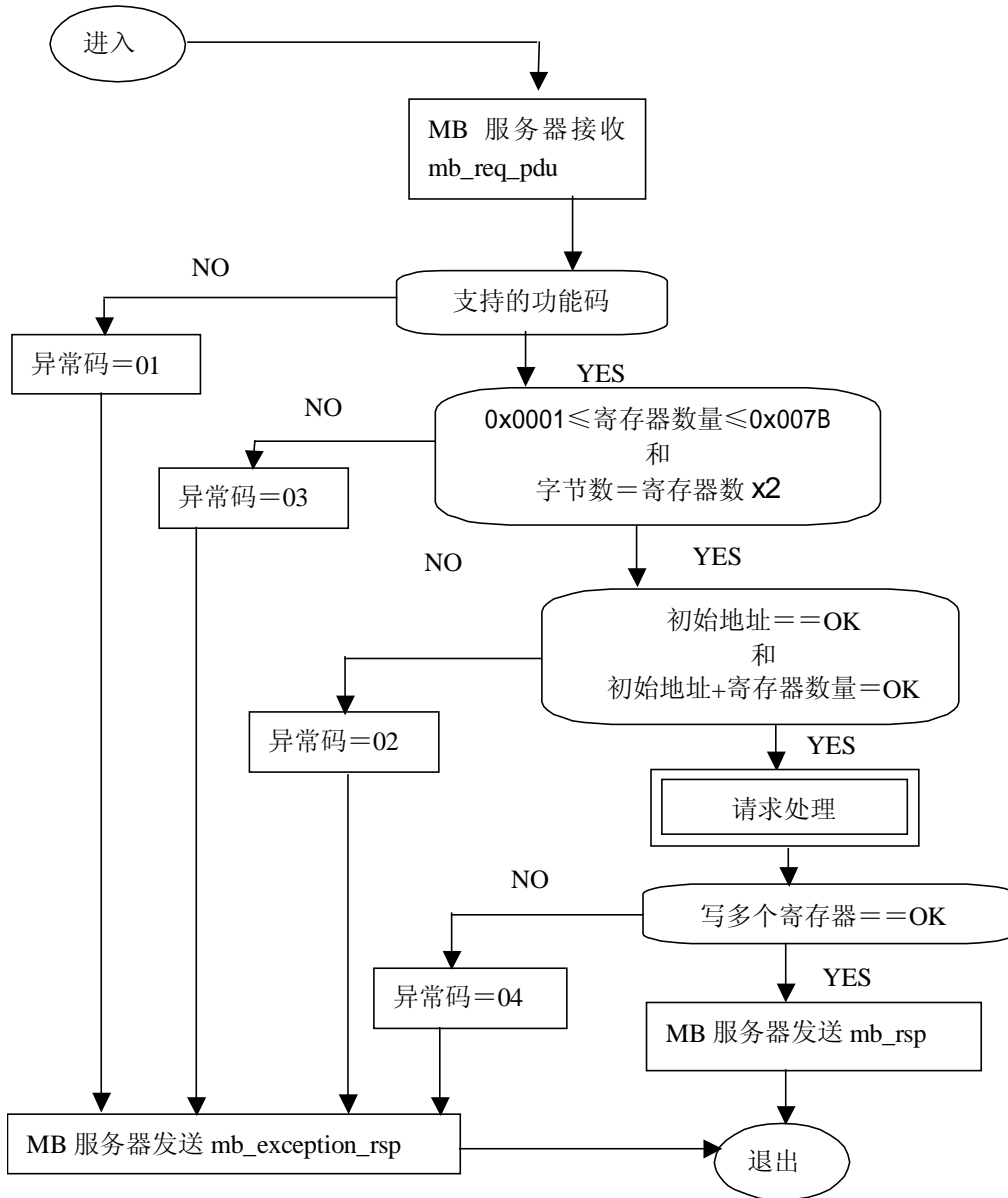 进入
MB 服务器接收
mb_req_pdu
NO
支持的功能码
异常码＝01
YES
NO
0x0001≤寄存器数量≤0x007B
和
字节数＝寄存器数 x2
异常码＝03
NO
YES
初始地址＝＝OK
和
初始地址+寄存器数量＝OK
异常码＝02
YES
请求处理
NO
写多个寄存器＝＝OK
异常码＝04
YES
MB 服务器发送 mb_rsp
MB 服务器发送 mb_exception_rsp
退出